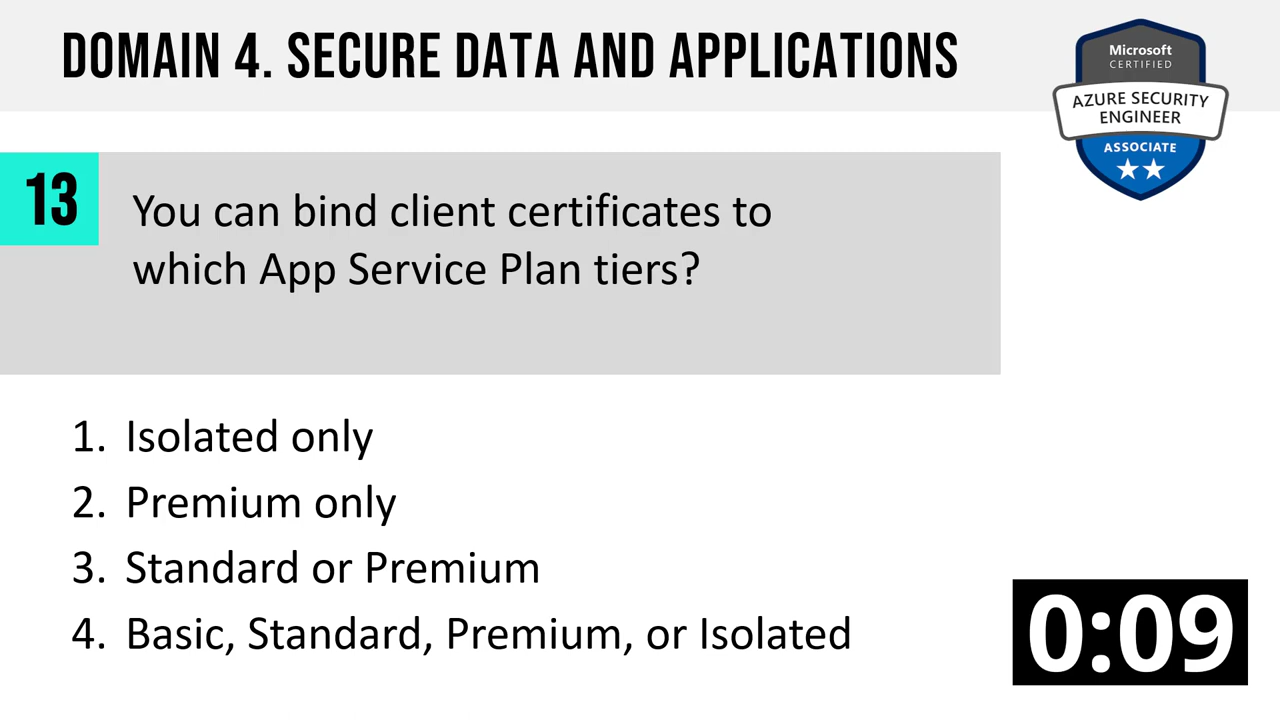 DOMAIN 4. SECURE DATA AND APPLICATIONS
Microsoft
CERTIFIED
AZURE SECURITY
ENGINEER
ASSOCIATE
13
You can bind client certificates to
which App Service Plan tiers?
1. Isolated only
2. Premium only
3. Standard or Premium
4. Basic, Standard, Premium, or Isolated
0:09